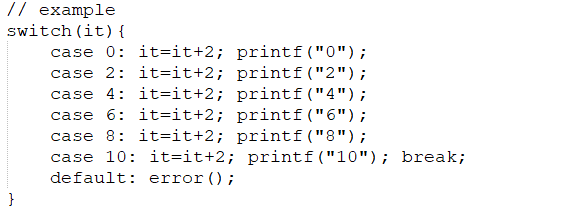 // example
switch(it){
    case 0: it=it+2; printf("0");
    case 2: it=it+2; printf("2");
    case 4: it=it+2; printf("4");
    case 6: it=it+2; printf("6");
    case 8: it=it+2; printf("8");
    case 10: it=it+2; printf("10"); break;
    default: error();
}